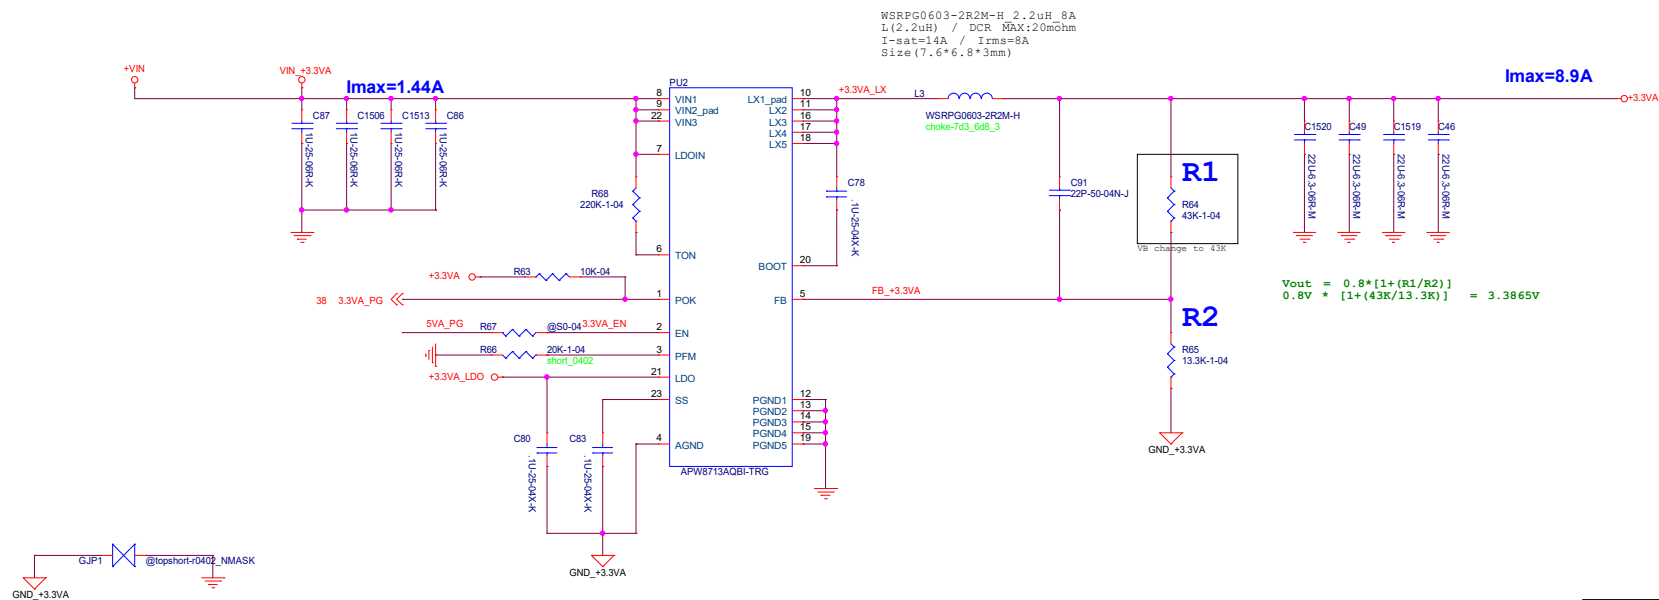 WSRPG0603-2R2M-H_2.2uH_8A
L(2.2uH) / DCR MAX:20mohm
I-sat=14A / Irms=8A
Size(7.6*6.8*3mm)
+VIN
VIN_+3.3VA
Imax=1.44A
Imax=8.9A
PU2
C87
1U-25-06R-K
C1506
1U-25-06R-K
C1513
1U-25-06R-K
C86
1U-25-06R-K
8 VIN1
9 VIN2_pad
22 VIN3
7 LDOIN
6 TON
1 POK
2 EN
3 PFM
21 LDO
23 SS
4 AGND
LX1_pad 10
LX2 11
LX3 16
LX4 17
LX5 18
BOOT 20
FB 5
PGND1 12
PGND2 13
PGND3 14
PGND4 15
PGND5 19
APW8713AQBI-TRG
R68
220K-1-04
+3.3VA
R63 10K-04
38 3.3VA_PG
5VA_PG
R67 @S0-04
3.3VA_EN
R66 20K-1-04
short_0402
+3.3VA_LDO
C80
.1U-25-04X-K
C83
.1U-25-04X-K
GND_+3.3VA
+3.3VA_LX
L3
WSRPG0603-2R2M-H
choke-7d3_6d8_3
C78
.1U-25-04X-K
FB_+3.3VA
C91
22P-50-04N-J
R1
R64
43K-1-04
VB change to 43K
R2
R65
13.3K-1-04
GND_+3.3VA
+3.3VA
C1520
22U-6.3-06R-M
C49
22U-6.3-06R-M
C1519
22U-6.3-06R-M
C46
22U-6.3-06R-M
Vout = 0.8*[1+(R1/R2)]
0.8V * [1+(43K/13.3K)] = 3.3865V
GJP1
@topshort-r0402_NMASK
GND_+3.3VA